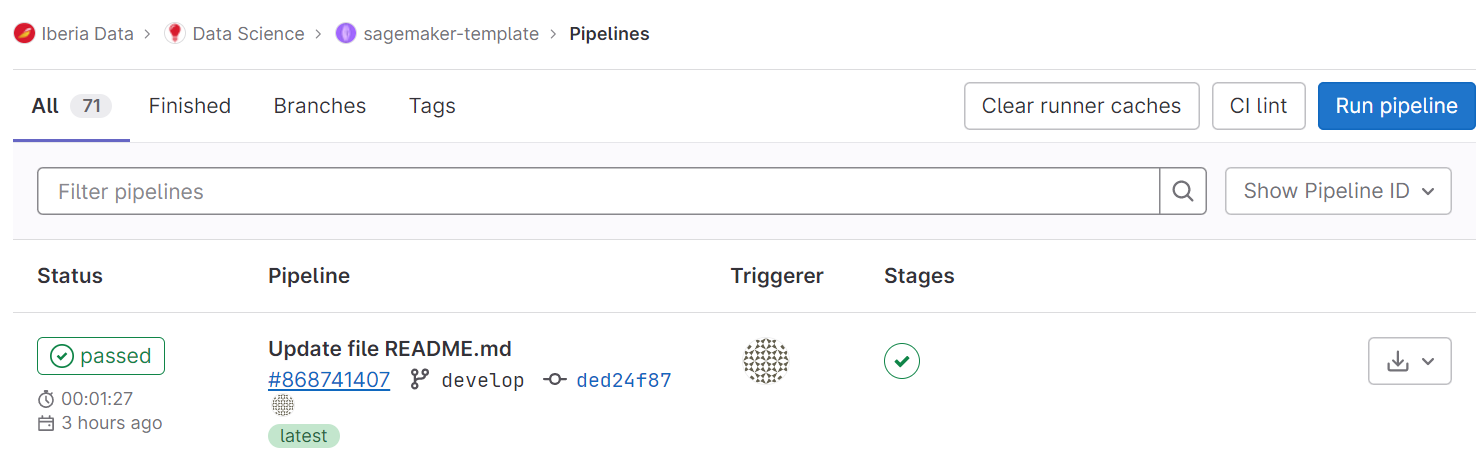 Iberia Data > Data Science > sagemaker-template > Pipelines
All 71 Finished Branches Tags Clear runner caches CI lint Run pipeline
Filter pipelines Show Pipeline ID
Status Pipeline Triggerer Stages
passed Update file README.md
#868741407 develop ded24f87
00:01:27
3 hours ago
latest